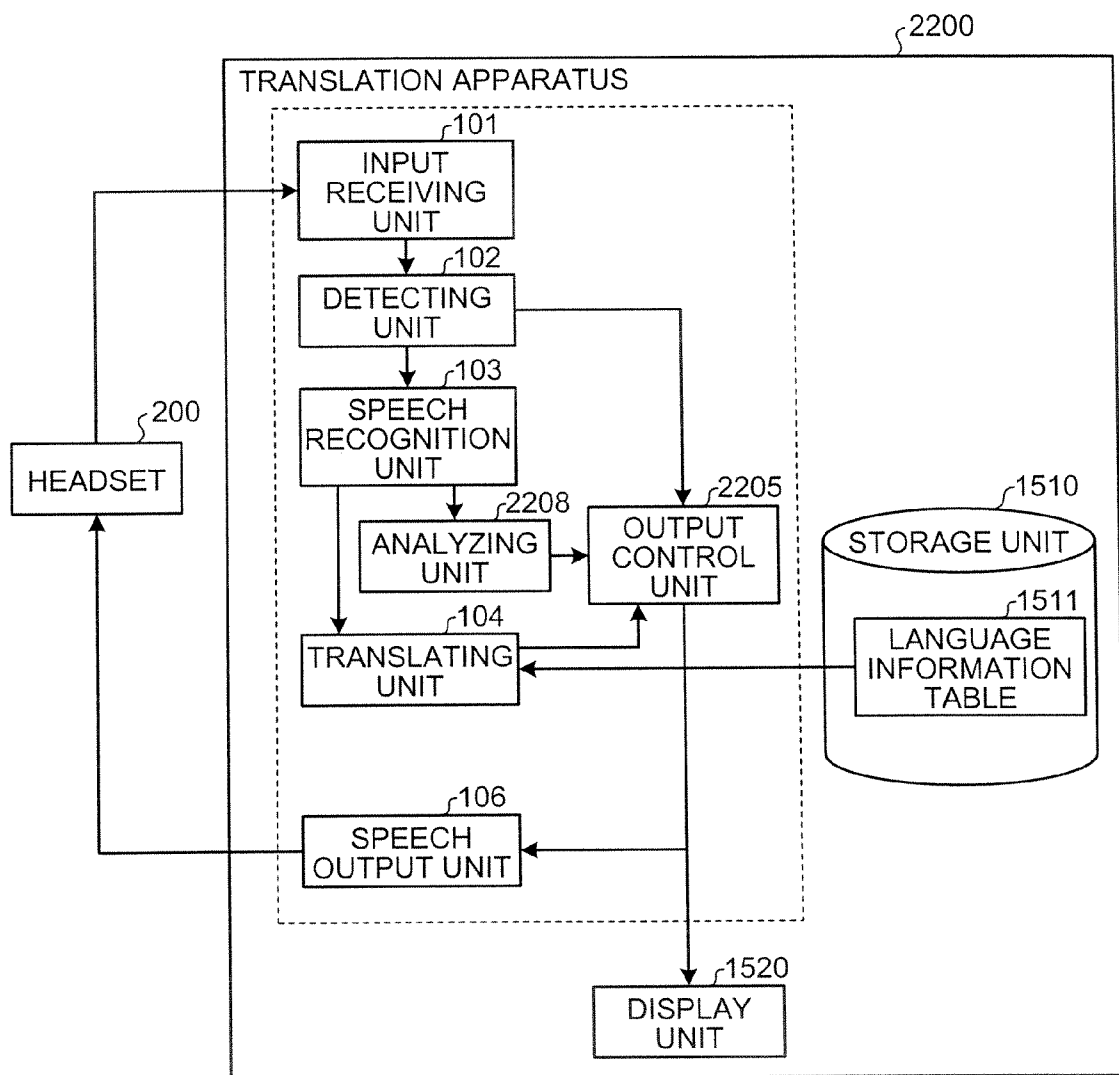 2200
TRANSLATION APPARATUS
101
INPUT
RECEIVING
UNIT
102
DETECTING
UNIT
103
SPEECH
RECOGNITION
UNIT
200
HEADSET
2208
ANALYZING
UNIT
2205
OUTPUT
CONTROL
UNIT
1510
STORAGE UNIT
1511
LANGUAGE
INFORMATION
TABLE
104
TRANSLATING
UNIT
106
SPEECH
OUTPUT UNIT
1520
DISPLAY
UNIT